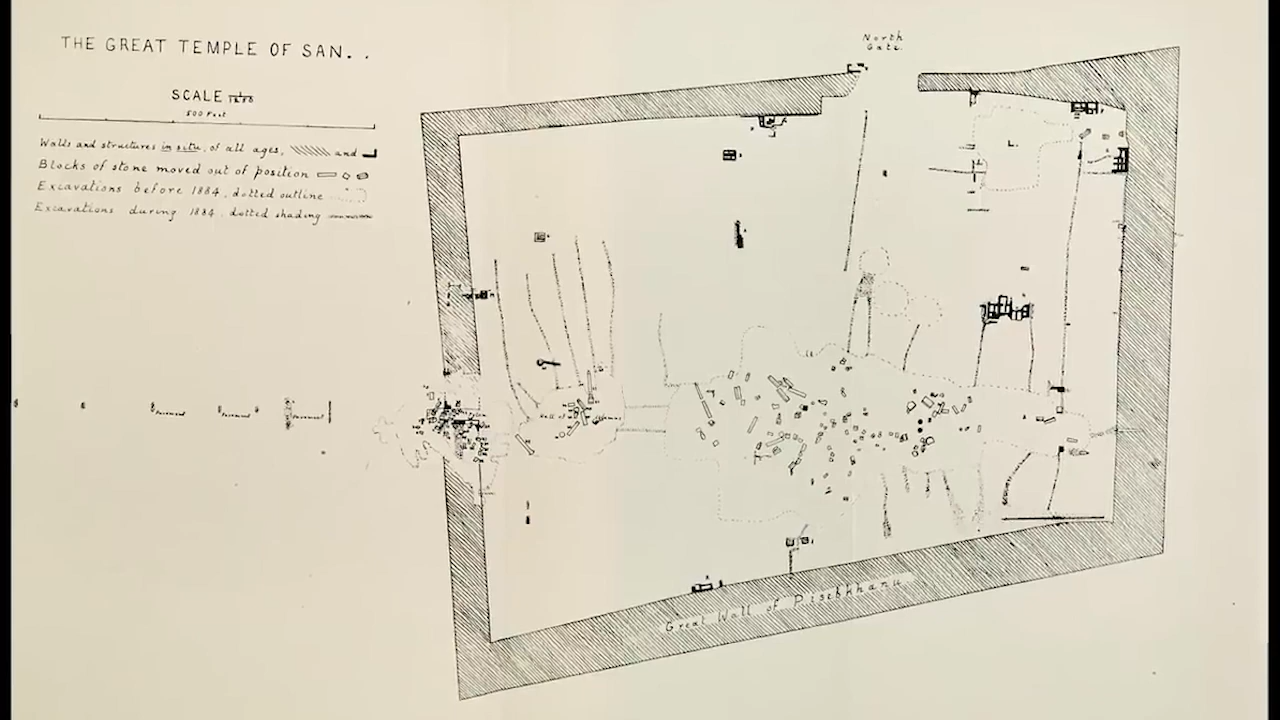 THE GREAT TEMPLE OF SAN. .
SCALE
500 Feet
Walls and structures in situ, of all ages, and
Blocks of stone moved out of position
Excavations before 1884, dotted outline
Excavations during 1884, dotted shading
North
Gate.
L.
Great Wall of Pisebkhanu